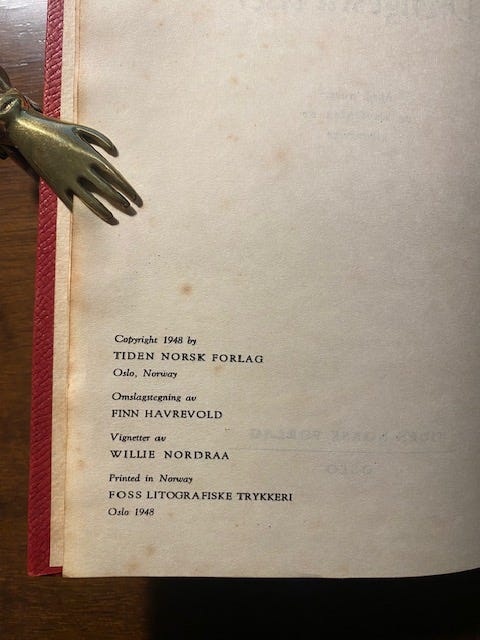 Copyright 1948 by
TIDEN NORSK FORLAG
Oslo, Norway
Omslagstegning av
FINN HAVREVOLD
Vignetter av
WILLIE NORDRAA
Printed in Norway
FOSS LITOGRAFISKE TRYKKERI
Oslo 1948